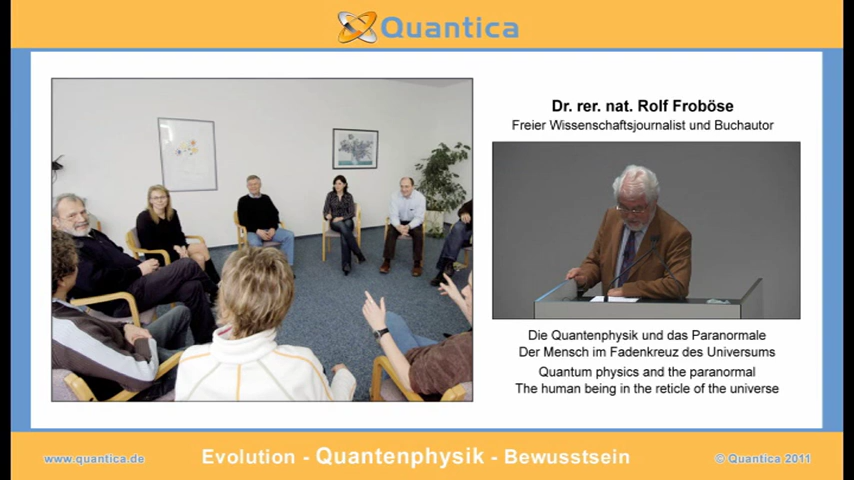 Quantica
Dr. rer. nat. Rolf Froböse
Freier Wissenschaftsjournalist und Buchautor
Die Quantenphysik und das Paranormale
Der Mensch im Fadenkreuz des Universums
Quantum physics and the paranormal
The human being in the reticle of the universe
www.quantica.de
Evolution - Quantenphysik - Bewusstsein
© Quantica 2011